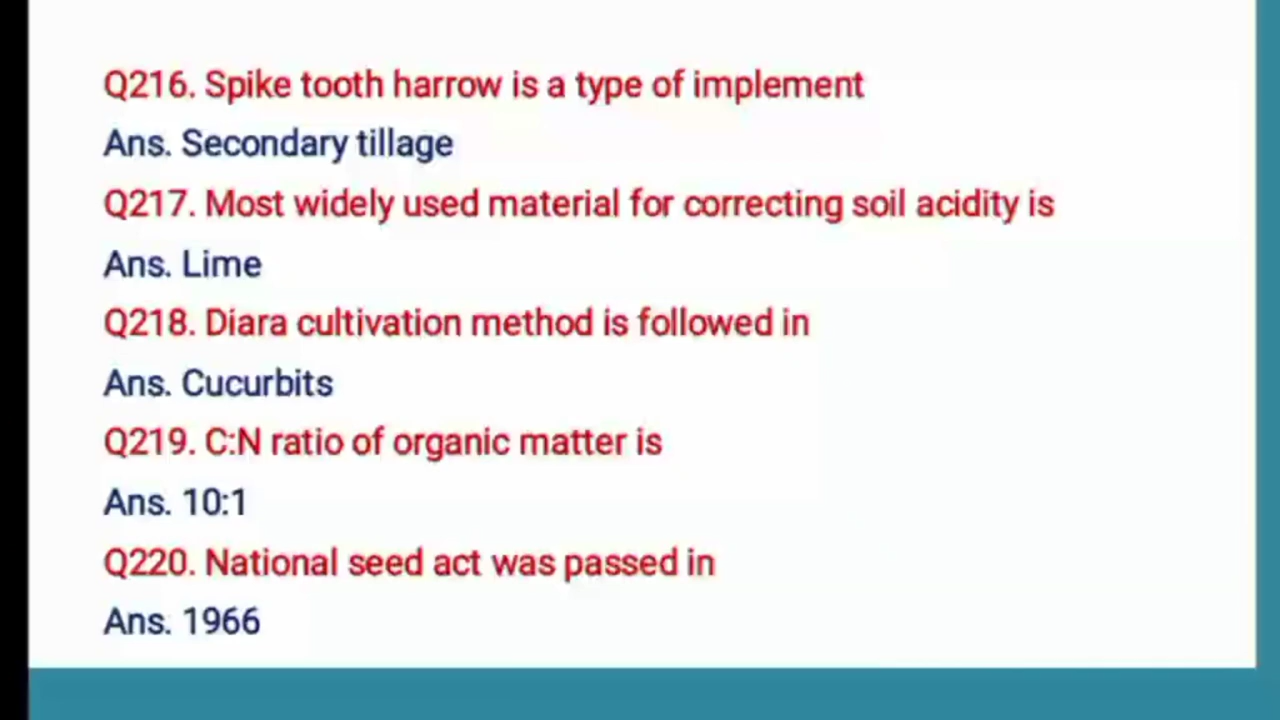 Q216. Spike tooth harrow is a type of implement
Ans. Secondary tillage
Q217. Most widely used material for correcting soil acidity is
Ans. Lime
Q218. Diara cultivation method is followed in
Ans. Cucurbits
Q219. C:N ratio of organic matter is
Ans. 10:1
Q220. National seed act was passed in
Ans. 1966